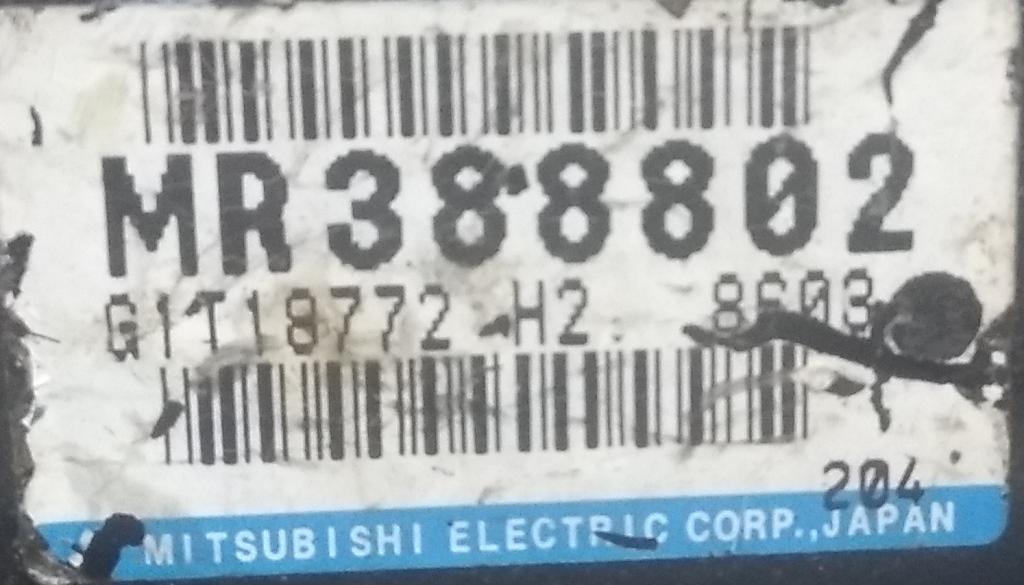 MR388802
G1T18772 H2 8603
204
MITSUBISHI ELECTRIC CORP.,JAPAN